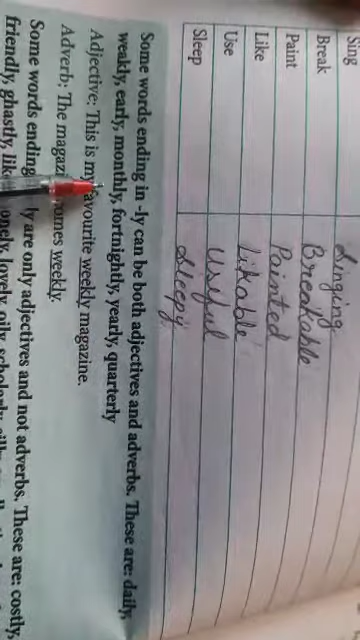 Sing Singing
Break Breakable
Paint Painted
Like Likable
Use Useful
Sleep Sleepy
Some words ending in -ly can be both adjectives and adverbs. These are: daily,
weakly, early, monthly, fortnightly, yearly, quarterly
Adjective: This is my favourite weekly magazine.
Adverb: The magazi comes weekly.
Some words ending ly are only adjectives and not adverbs. These are: costly,
friendly, ghastly, lovely, oily, scholarly,